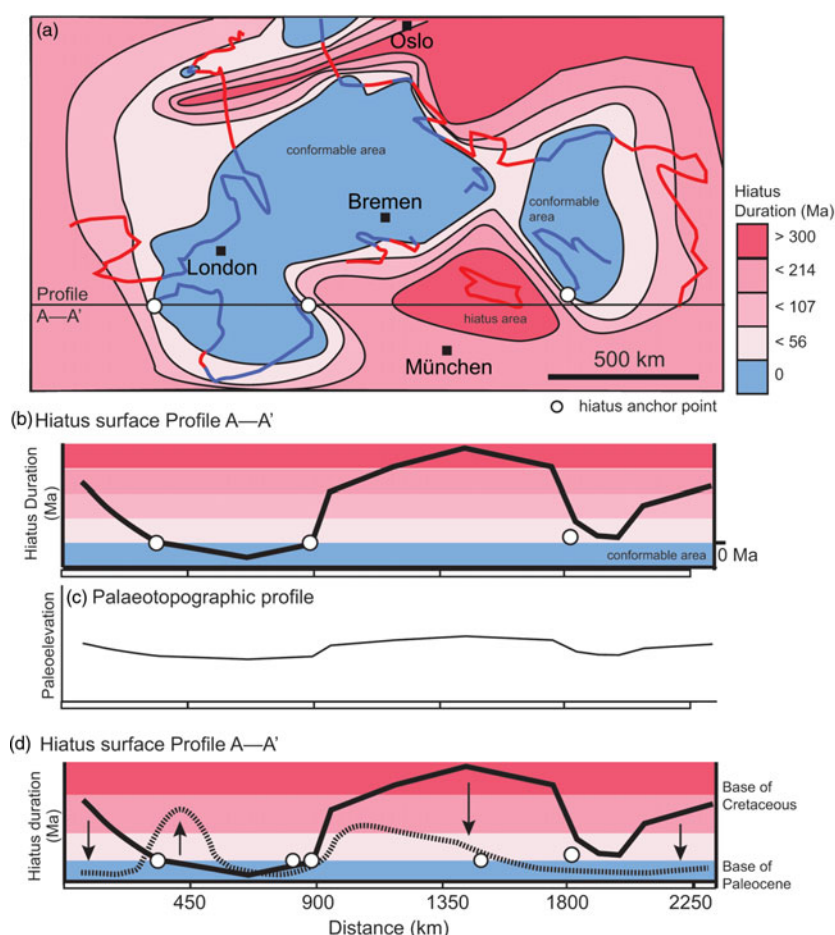 (a)
Oslo
conformable area
Bremen
conformable
area
London
Profile
A—A’
hiatus area
München
500 km
Hiatus
Duration (Ma)
> 300
< 214
< 107
< 56
0
hiatus anchor point
(b) Hiatus surface Profile A—A’
Hiatus Duration
(Ma)
conformable area
0 Ma
(c) Palaeotopographic profile
Paleoelevation
(d) Hiatus surface Profile A—A’
Hiatus duration
(Ma)
Base of
Cretaceous
Base of
Paleocene
450 900 1350 1800 2250
Distance (km)